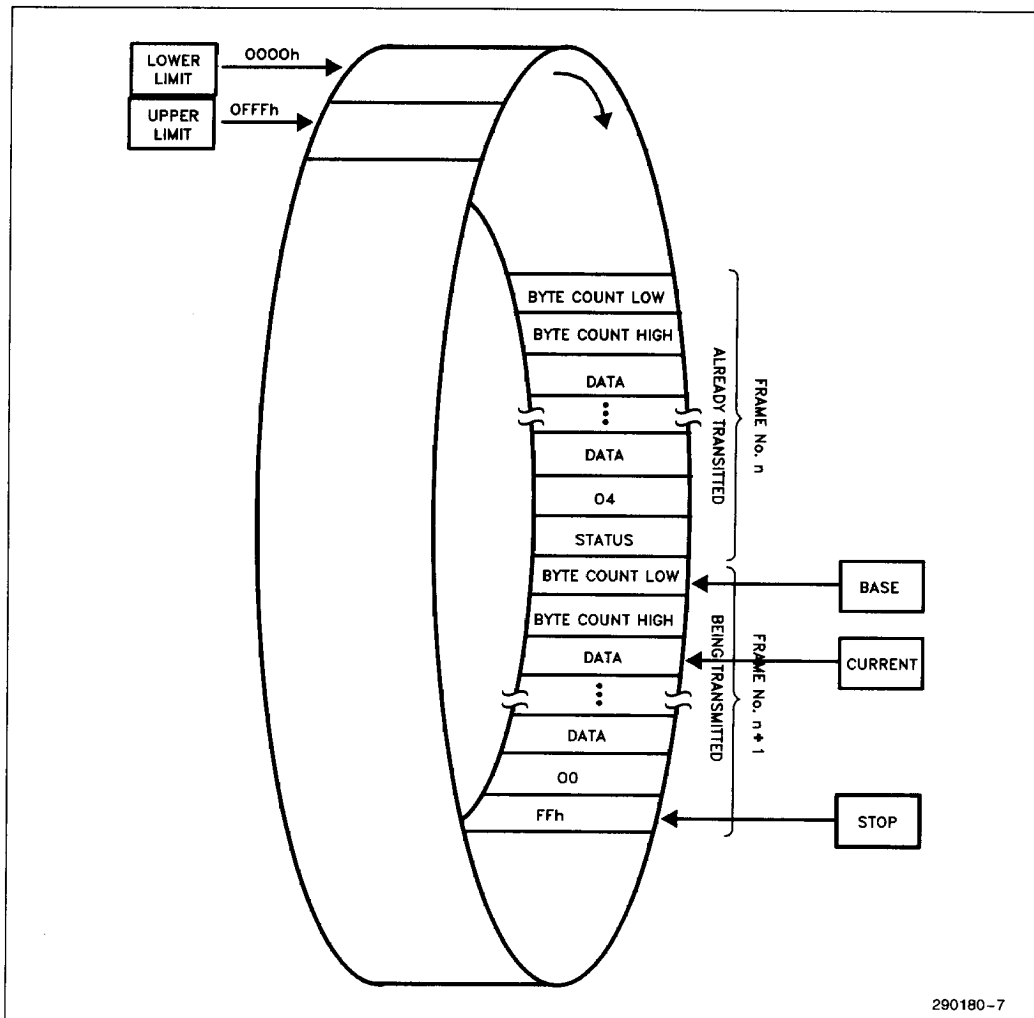 LOWER
LIMIT
0000h
UPPER
LIMIT
0FFFh
BYTE COUNT LOW
BYTE COUNT HIGH
DATA
DATA
04
STATUS
ALREADY TRANSITTED
FRAME No. n
BYTE COUNT LOW
BYTE COUNT HIGH
DATA
DATA
00
FFh
BEING TRANSMITTED
FRAME No. n + 1
BASE
CURRENT
STOP
290180-7